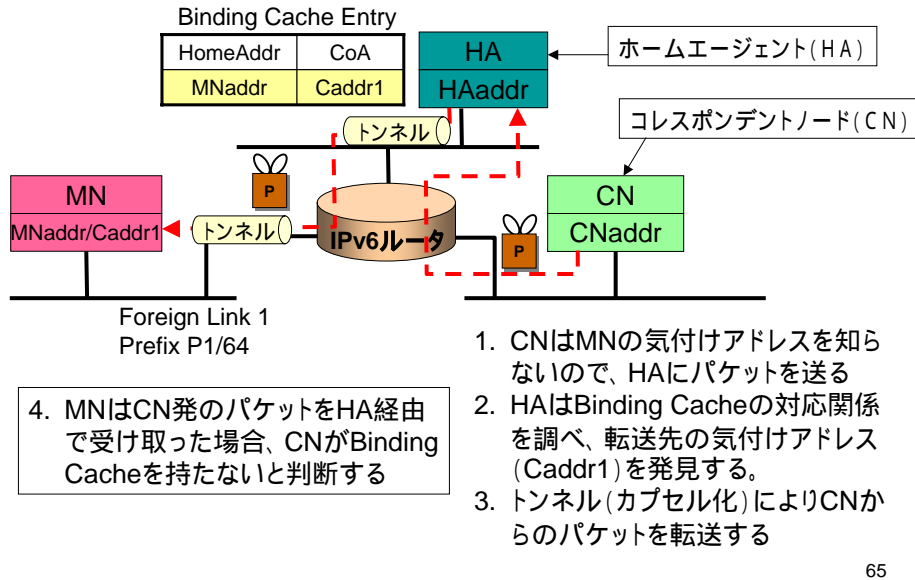 Binding Cache Entry
HomeAddr CoA
MNaddr Caddr1
HA
HAaddr
ホームエージェント(HA)
コレスポンデントノード(CN)
トンネル
P
MN
MNaddr/Caddr1
トンネル
IPv6ルータ
P
CN
CNaddr
Foreign Link 1
Prefix P1/64
1. CNはMNの気付けアドレスを知ら
ないので、HAにパケットを送る
2. HAはBinding Cacheの対応関係
を調べ、転送先の気付けアドレス
(Caddr1)を発見する。
3. トンネル(カプセル化)によりCNか
らのパケットを転送する
4. MNはCN発のパケットをHA経由
で受け取った場合、CNがBinding
Cacheを持たないと判断する
65